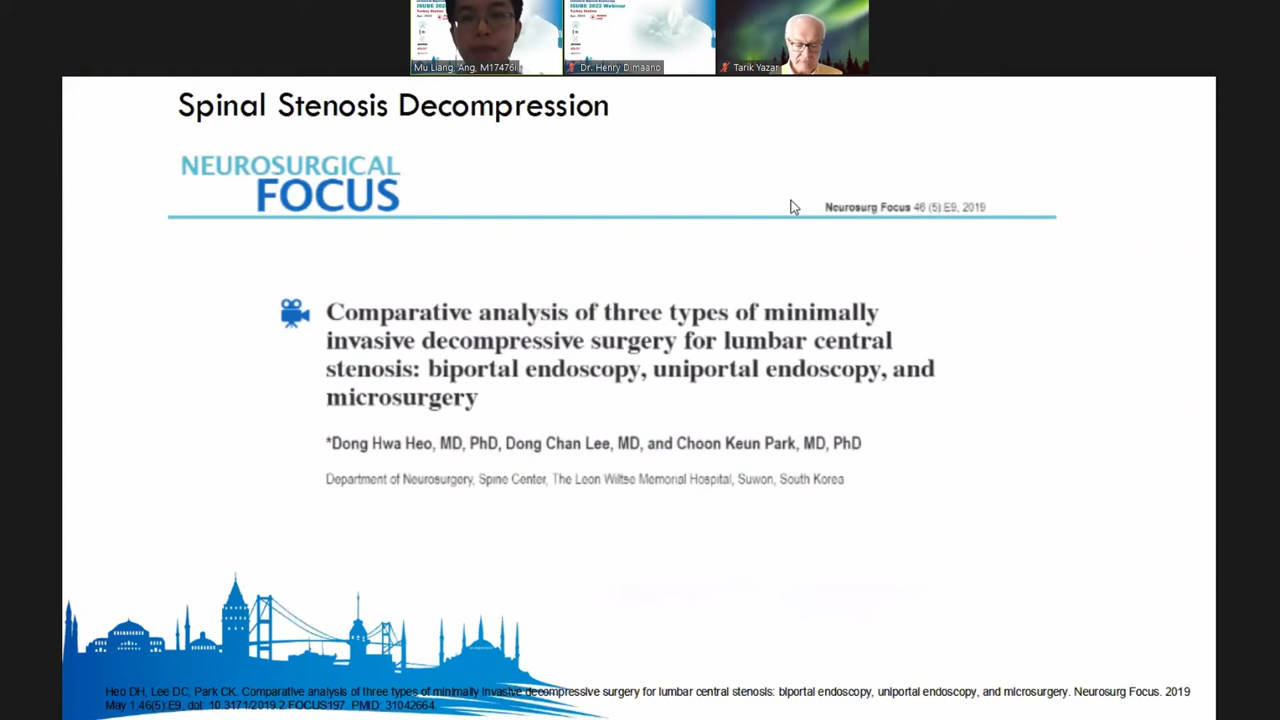 ISUBE 2022 Webinar
Mu Liang, Ang, M17476
Dr. Henry Dimaano
Tarik Yazar
Spinal Stenosis Decompression
NEUROSURGICAL
FOCUS
Neurosurg Focus 46 (5):E9, 2019
Comparative analysis of three types of minimally
invasive decompressive surgery for lumbar central
stenosis: biportal endoscopy, uniportal endoscopy, and
microsurgery
*Dong Hwa Heo, MD, PhD, Dong Chan Lee, MD, and Choon Keun Park, MD, PhD
Department of Neurosurgery, Spine Center, The Leon Wiltse Memorial Hospital, Suwon, South Korea
Heo DH, Lee DC, Park CK. Comparative analysis of three types of minimally invasive decompressive surgery for lumbar central stenosis: biportal endoscopy, uniportal endoscopy, and microsurgery. Neurosurg Focus. 2019
May 1;46(5):E9. doi: 10.3171/2019.2.FOCUS197. PMID: 31042664.